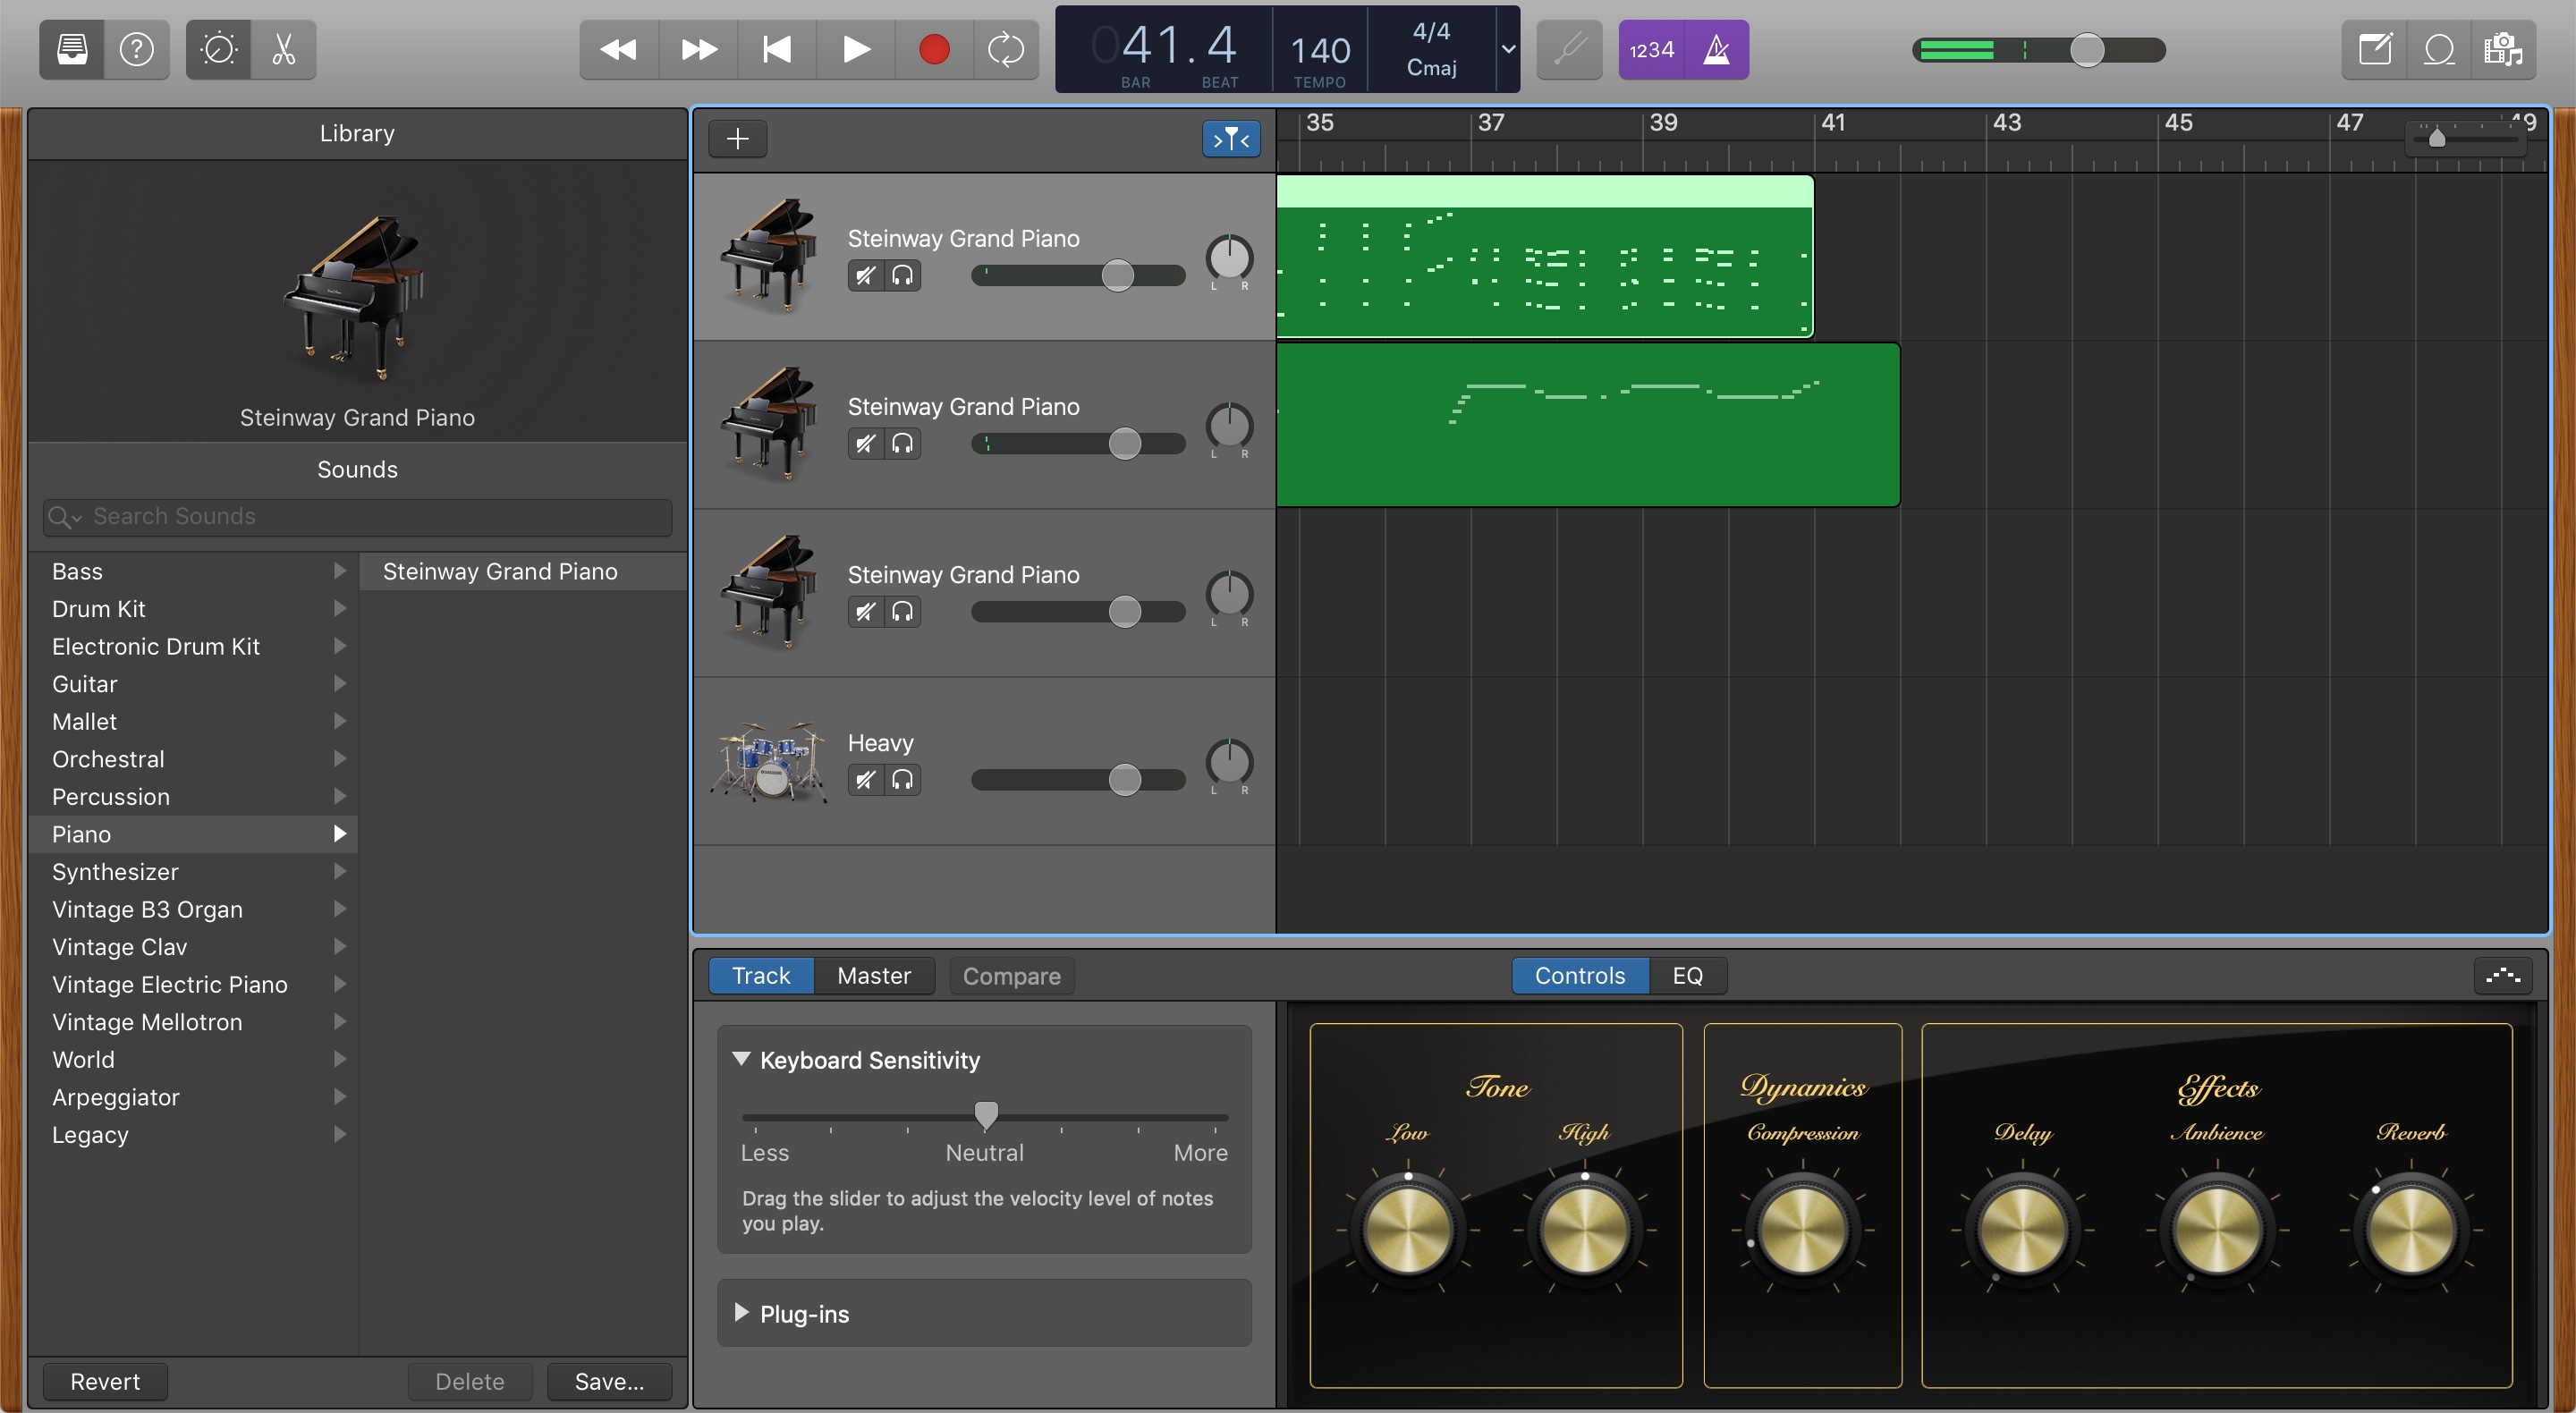 041.4
BAR
BEAT
140
TEMPO
4/4
Cmaj
1234
Library
Steinway Grand Piano
Sounds
Search Sounds
Bass
Drum Kit
Electronic Drum Kit
Guitar
Mallet
Orchestral
Percussion
Piano
Synthesizer
Vintage B3 Organ
Vintage Clav
Vintage Electric Piano
Vintage Mellotron
World
Arpeggiator
Legacy
Steinway Grand Piano
Revert
Delete
Save...
35 37 39 41 43 45 47 49
Steinway Grand Piano
L R
Steinway Grand Piano
L R
Steinway Grand Piano
L R
Heavy
L R
Track
Master
Compare
Controls
EQ
Keyboard Sensitivity
Less
Neutral
More
Drag the slider to adjust the velocity level of notes
you play.
Plug-ins
Tone
Low
High
Dynamics
Compression
Effects
Delay
Ambience
Reverb